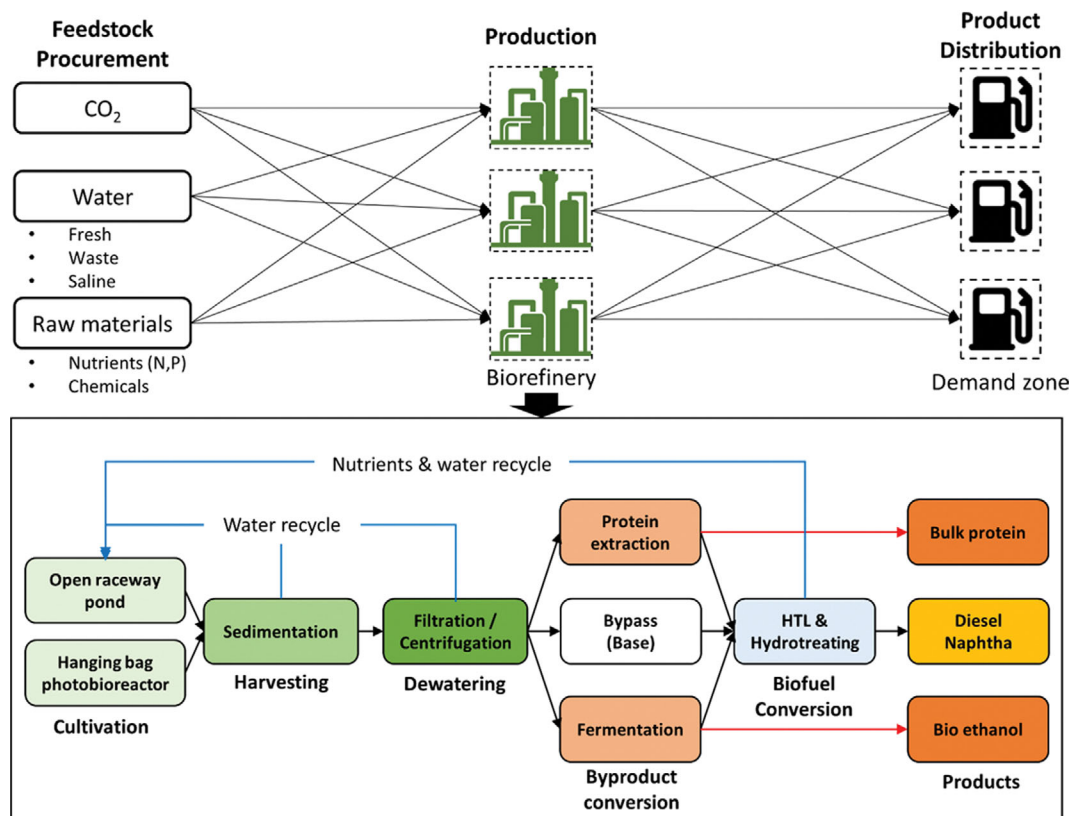 Feedstock
Procurement
Production
Product
Distribution
CO₂
Water
• Fresh
• Waste
• Saline
Raw materials
• Nutrients (N,P)
• Chemicals
Biorefinery
Demand zone
Nutrients & water recycle
Water recycle
Open raceway
pond
Hanging bag
photobioreactor
Cultivation
Sedimentation
Harvesting
Filtration /
Centrifugation
Dewatering
Protein
extraction
Bypass
(Base)
Fermentation
Byproduct
conversion
HTL &
Hydrotreating
Biofuel
Conversion
Bulk protein
Diesel
Naphtha
Bio ethanol
Products